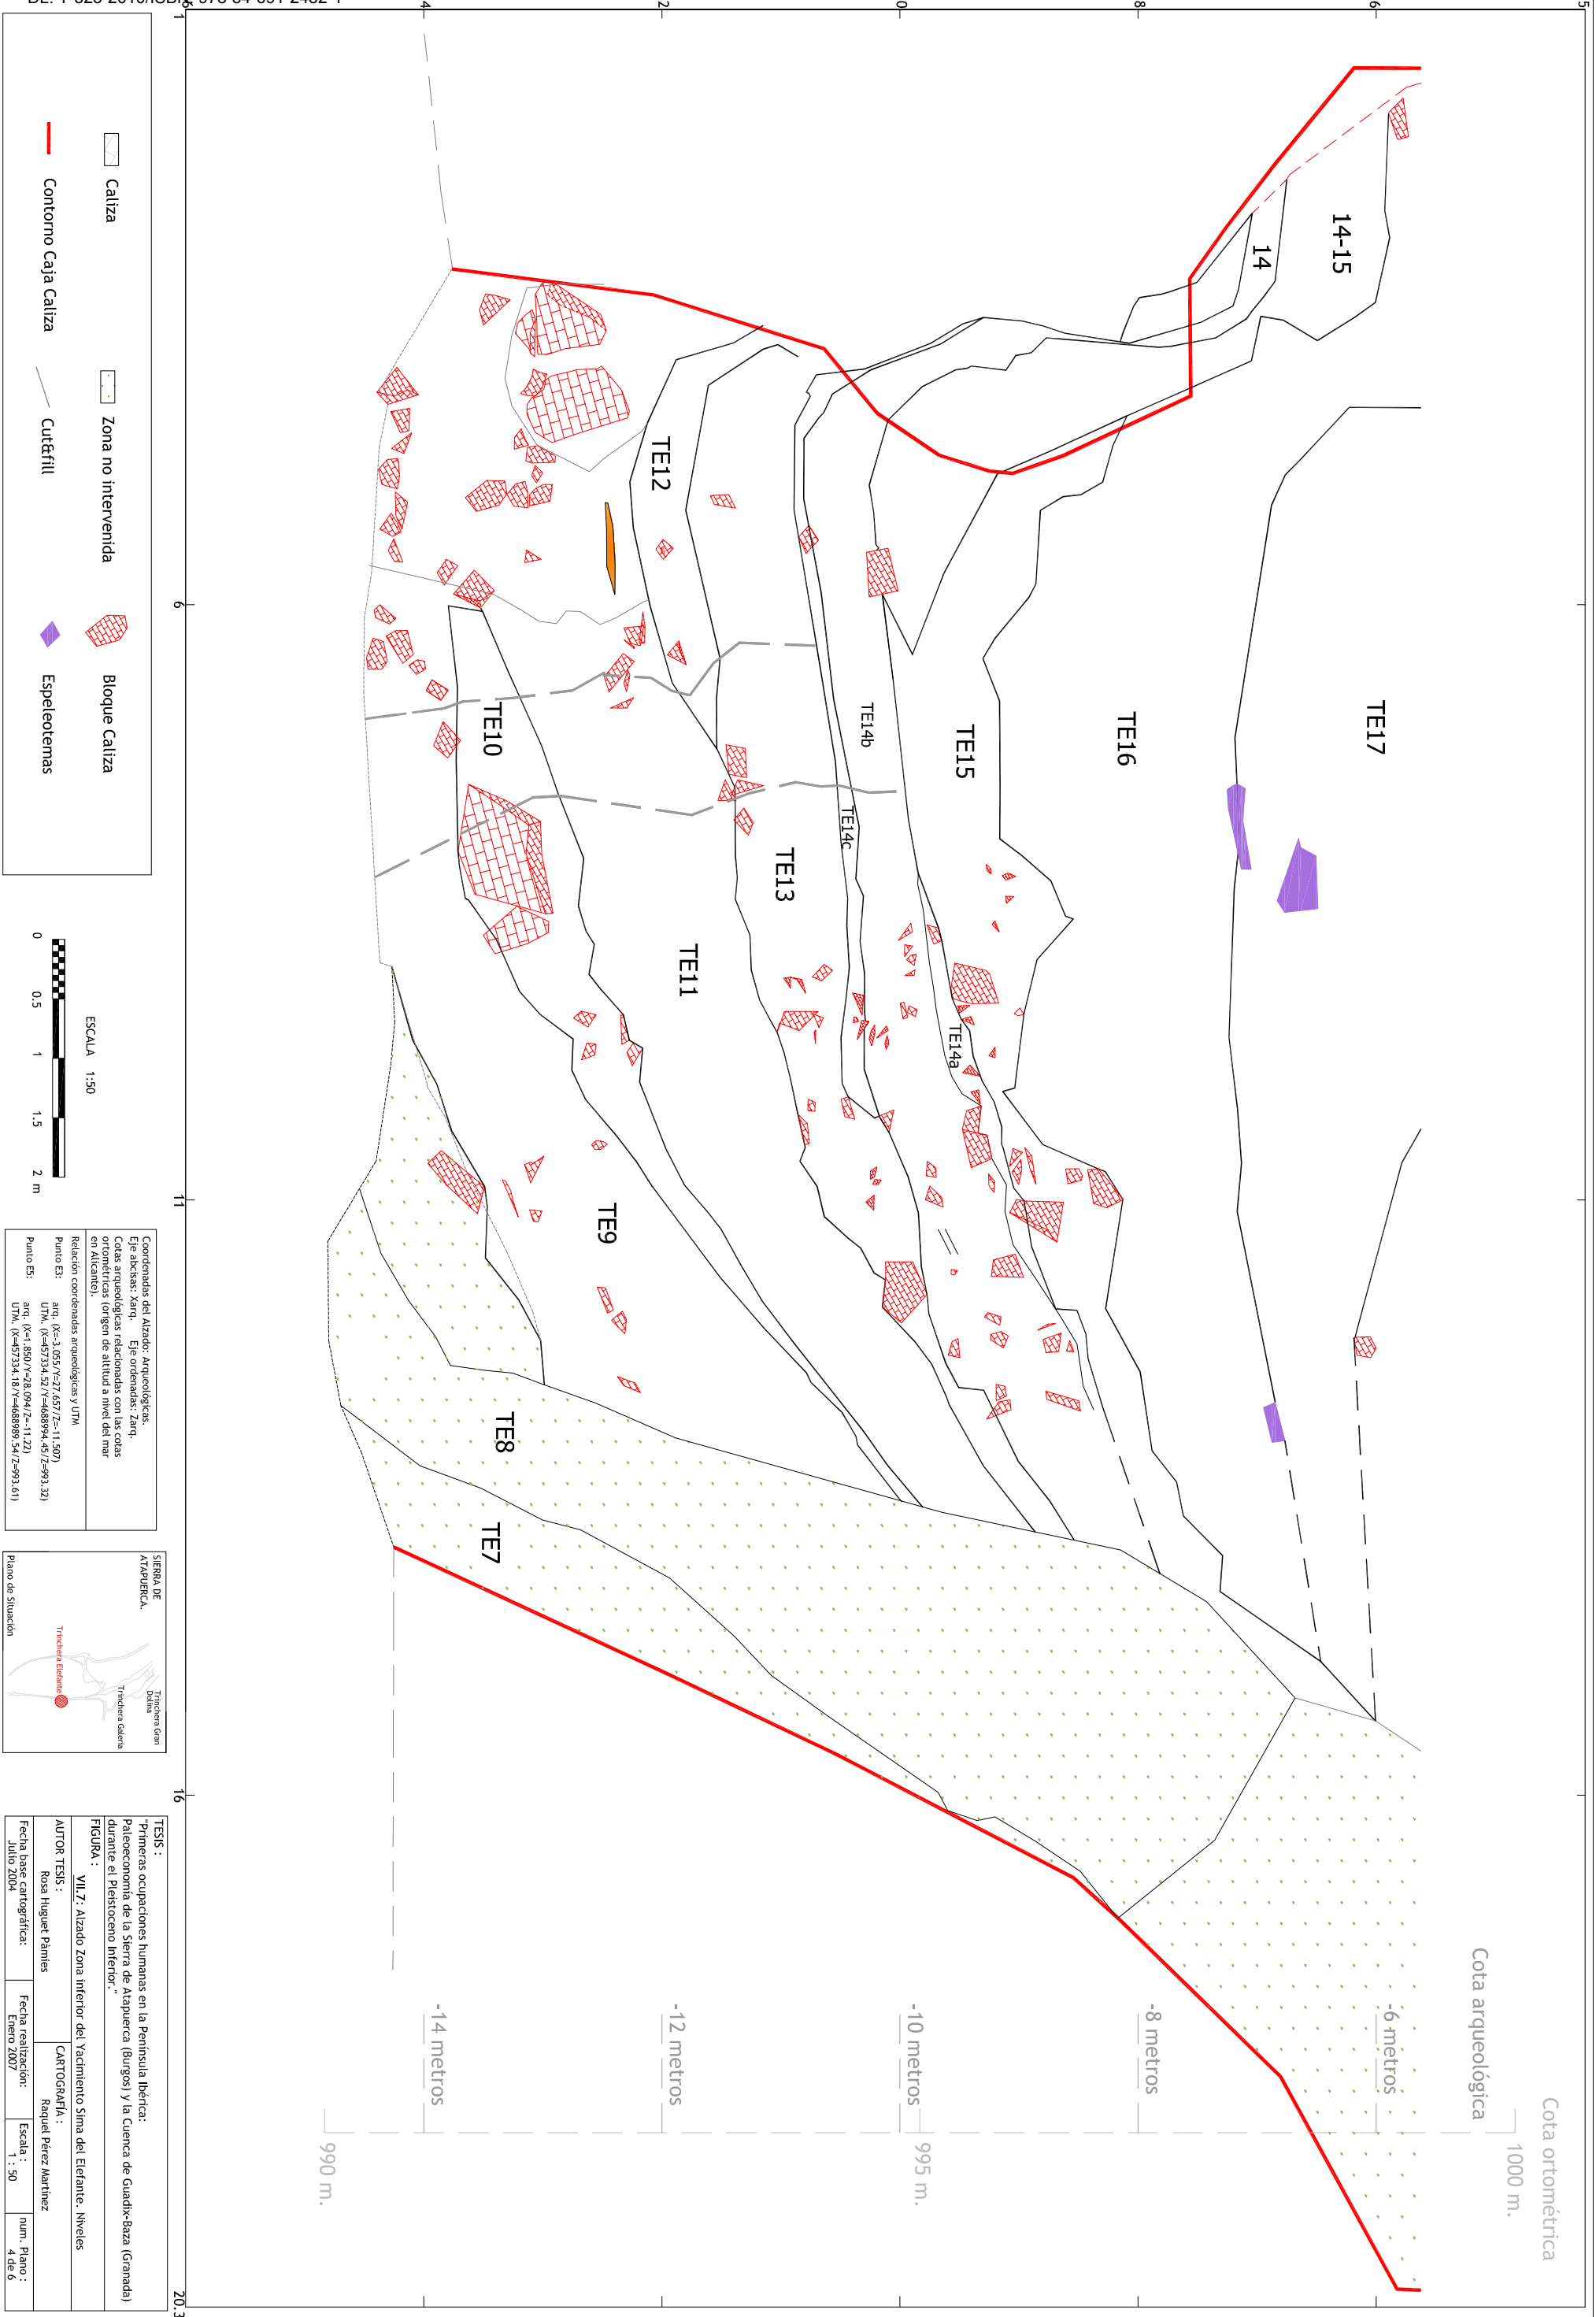 14-15
14
TE17
TE16
TE15
TE14b
TE14c
TE14a
TE13
TE12
TE11
TE10
TE9
TE8
TE7
6
11
16
Cota ortométrica
Cota arqueológica
1000 m.
995 m.
990 m.
-6 metros
-8 metros
-10 metros
-12 metros
-14 metros
Caliza
Zona no intervenida
Bloque Caliza
Contorno Caja Caliza
Cut&fill
Espeleotemas
ESCALA 1:50
0 0.5 1 1.5 2 m
Coordenadas del Alzado: Arqueológicas.
Eje abcisas: Xarq. Eje ordenadas: Zarq.
Cotas arqueológicas relacionadas con las cotas
ortométricas (origen de altitud a nivel del mar
en Alicante).
Relación coordenadas arqueológicas y UTM
Punto E3: arq. (X=-3.055/Y=27.657/Z=-11.507)
UTM. (X=457334.52/Y=4688994.45/Z=993.32)
Punto E5: arq. (X=1.850/Y=28.094/Z=-11.22)
UTM. (X=457334.18/Y=4688989.54/Z=993.61)
SIERRA DE
ATAPUERCA.
Trinchera Gran
Dolina
Trinchera Galería
Trinchera Elefante
Plano de Situación
TESIS :
"Primeras ocupaciones humanas en la Península Ibérica:
Paleoeconomía de la Sierra de Atapuerca (Burgos) y la Cuenca de Guadix-Baza (Granada)
durante el Pleistoceno Inferior."
FIGURA :
VII.7: Alzado Zona inferior del Yacimiento Sima del Elefante. Niveles
AUTOR TESIS :
Rosa Huguet Pàmies
CARTOGRAFÍA :
Raquel Pérez Martínez
Fecha base cartográfica:
Julio 2004
Fecha realización:
Enero 2007
Escala :
1 : 50
num. Plano :
4 de 6